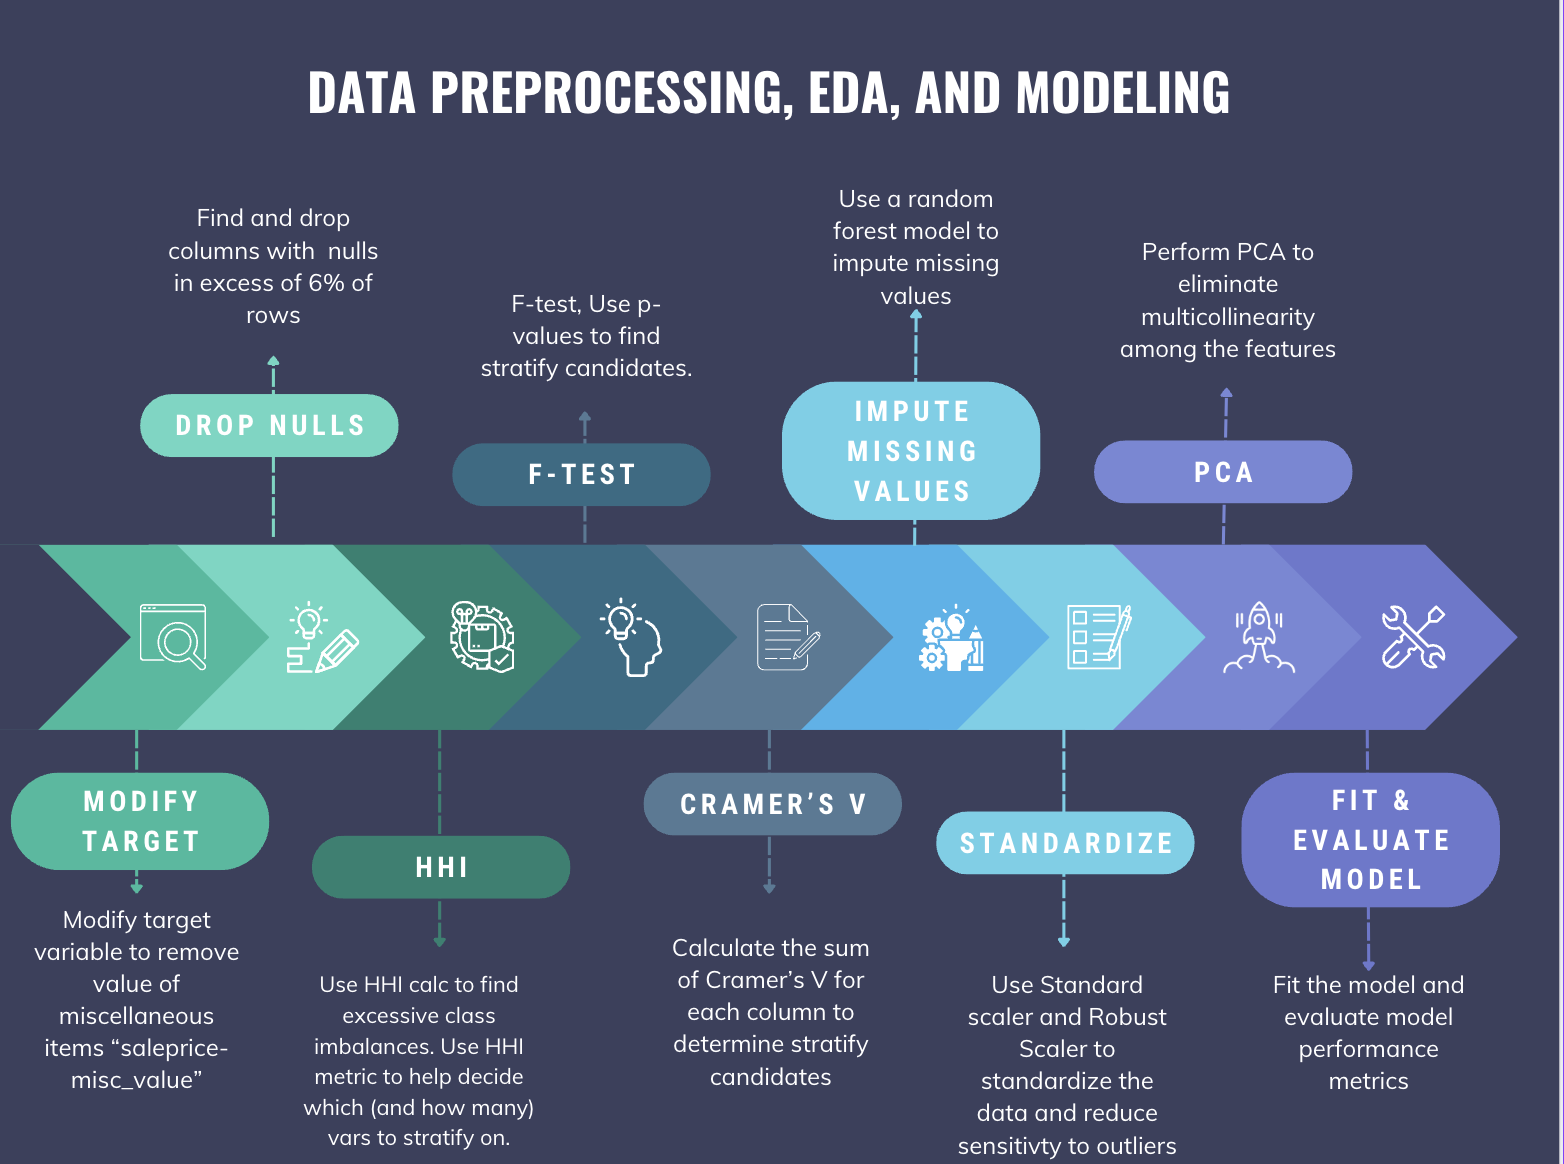 DATA PREPROCESSING, EDA, AND MODELING
Find and drop
columns with  nulls
in excess of 6% of
rows
DROP NULLS
F-test, Use p-
values to find
stratify candidates.
F-TEST
Use a random
forest model to
impute missing
values
IMPUTE
MISSING
VALUES
Perform PCA to
eliminate
multicollinearity
among the features
PCA
MODIFY
TARGET
Modify target
variable to remove
value of
miscellaneous
items “saleprice-
misc_value”
HHI
Use HHI calc to find
excessive class
imbalances. Use HHI
metric to help decide
which (and how many)
vars to stratify on.
CRAMER’S V
Calculate the sum
of Cramer’s V for
each column to
determine stratify
candidates
STANDARDIZE
Use Standard
scaler and Robust
Scaler to
standardize the
data and reduce
sensitivty to outliers
FIT &
EVALUATE
MODEL
Fit the model and
evaluate model
performance
metrics